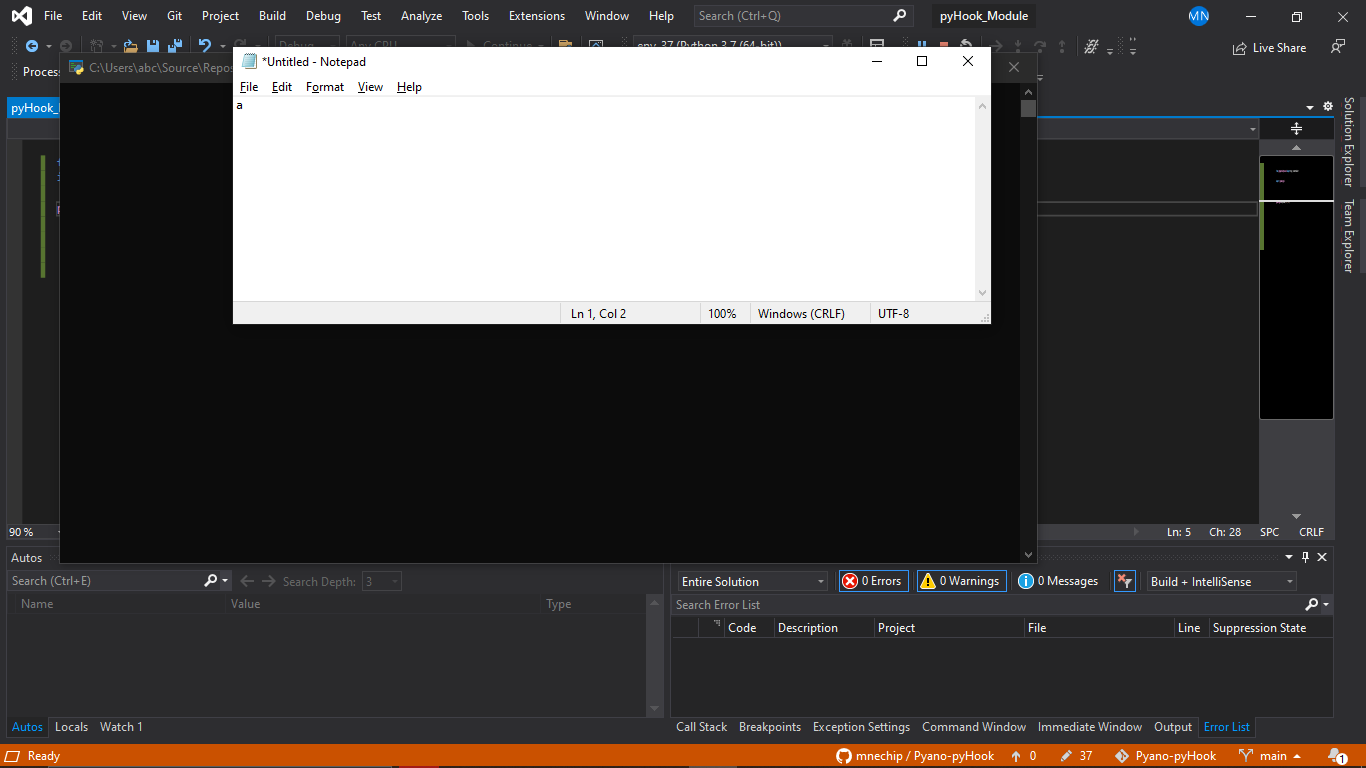 File Edit View Git Project Build Debug Test Analyze Tools Extensions Window Help Search (Ctrl+Q) pyHook_Module MN
Debug Any CPU Continue env_37 (Python 3.7 (64-bit)) Live Share
C:\Users\abc\Source\Repos
*Untitled - Notepad
File Edit Format View Help
a
Ln 1, Col 2 100% Windows (CRLF) UTF-8
pyHook_
Solution Explorer
Team Explorer
90 % Ln: 5 Ch: 28 SPC CRLF
Autos
Search (Ctrl+E) Search Depth: 3
Name Value Type
Entire Solution 0 Errors 0 Warnings 0 Messages Build + IntelliSense
Search Error List
Code Description Project File Line Suppression State
Autos Locals Watch 1
Call Stack Breakpoints Exception Settings Command Window Immediate Window Output Error List
Ready mnechip / Pyano-pyHook 0 37 Pyano-pyHook main 1